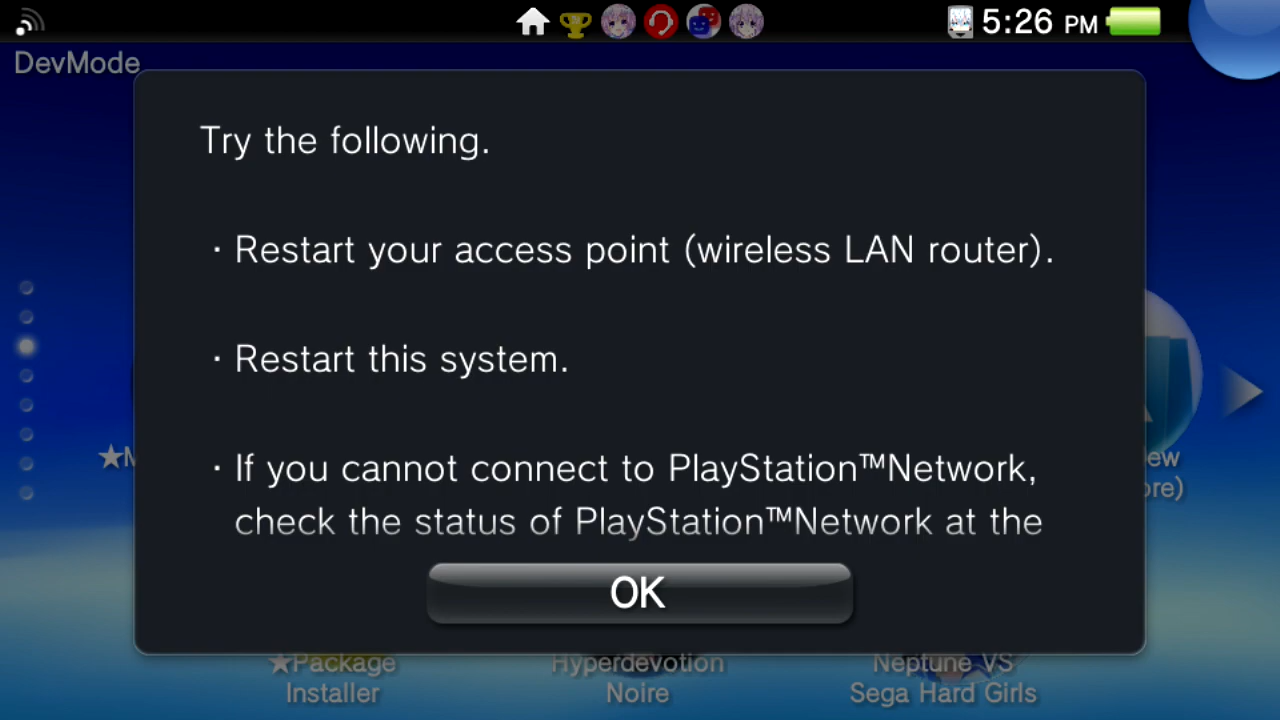 5:26 PM
DevMode
Try the following.
· Restart your access point (wireless LAN router).
· Restart this system.
· If you cannot connect to PlayStation™Network,
check the status of PlayStation™Network at the
OK
★M
ew
ore)
★Package
Installer
Hyperdevotion
Noire
Neptune VS
Sega Hard Girls